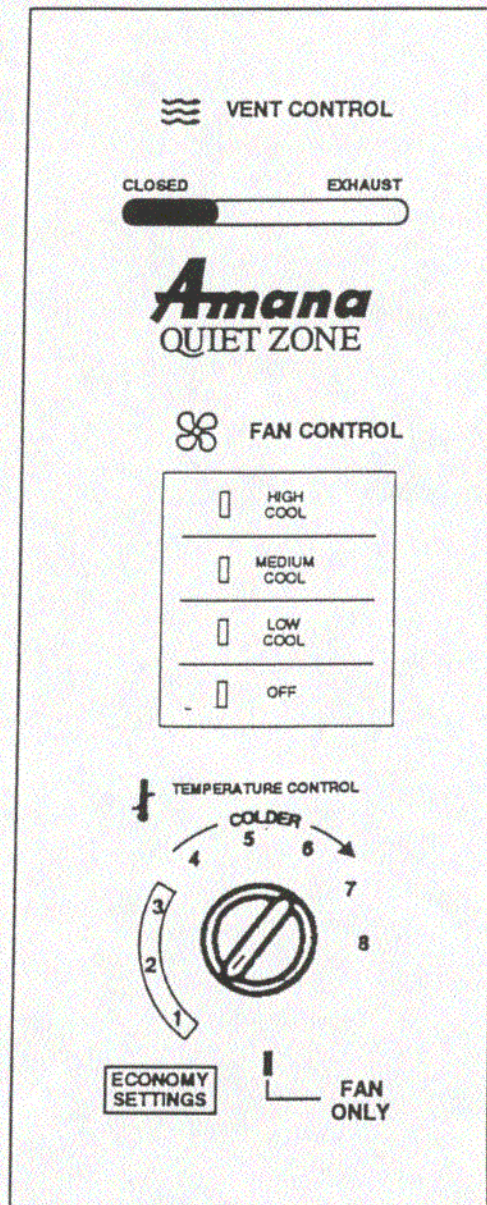 VENT CONTROL
CLOSED EXHAUST
Amana
QUIET ZONE
FAN CONTROL
HIGH
COOL
MEDIUM
COOL
LOW
COOL
OFF
TEMPERATURE CONTROL
COLDER
1 2 3 4 5 6 7 8
ECONOMY
SETTINGS
FAN
ONLY